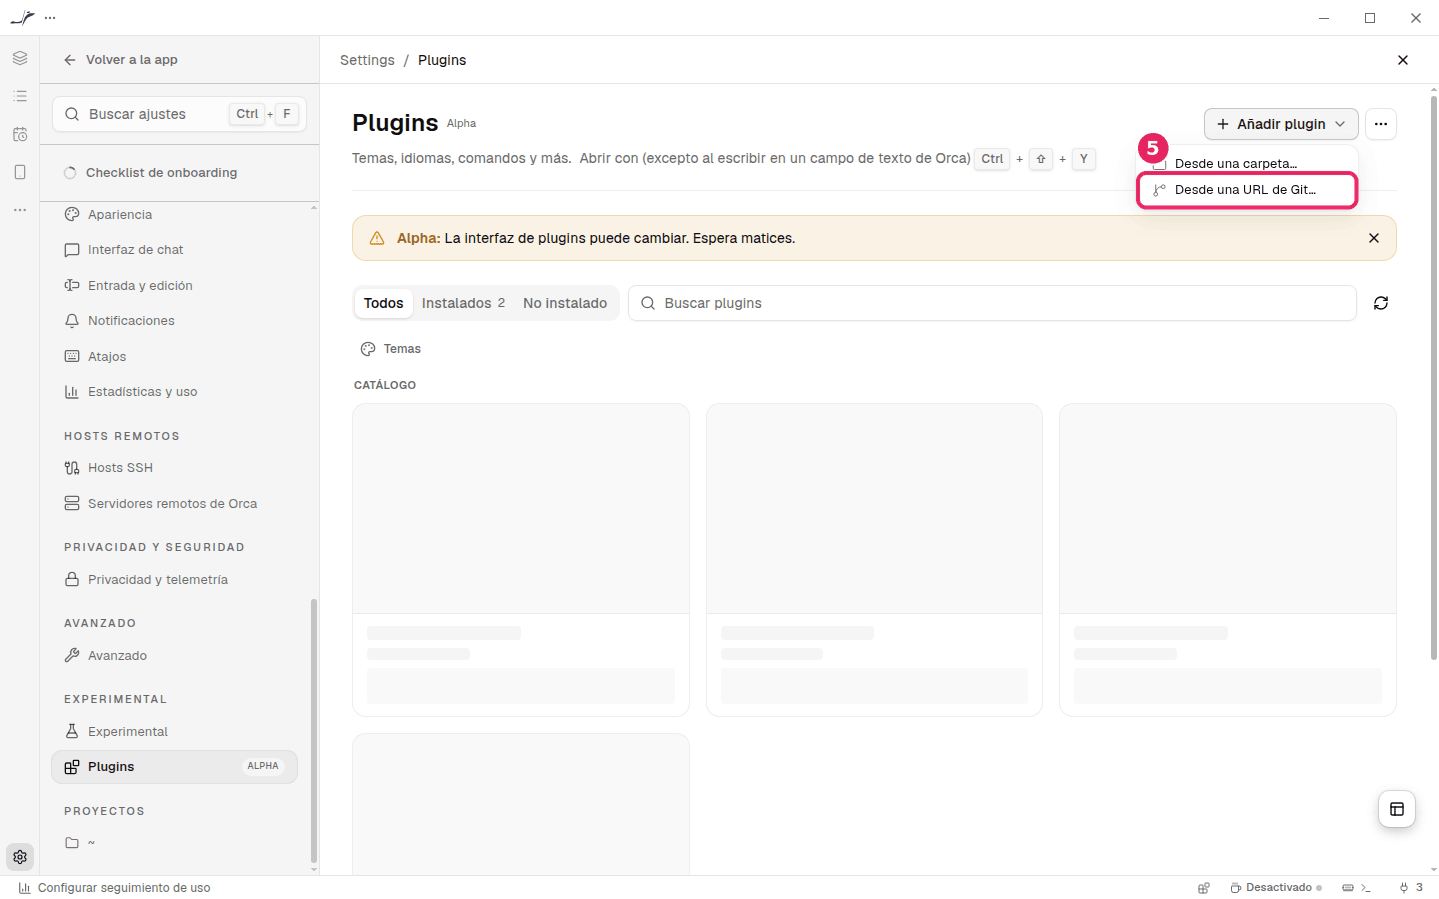 Volver a la app
Settings / Plugins
Buscar ajustes Ctrl + F
Checklist de onboarding
Apariencia
Interfaz de chat
Entrada y edición
Notificaciones
Atajos
Estadísticas y uso
HOSTS REMOTOS
Hosts SSH
Servidores remotos de Orca
PRIVACIDAD Y SEGURIDAD
Privacidad y telemetría
AVANZADO
Avanzado
EXPERIMENTAL
Experimental
Plugins ALPHA
PROYECTOS
~
Plugins Alpha
Añadir plugin
Temas, idiomas, comandos y más. Abrir con (excepto al escribir en un campo de texto de Orca) Ctrl + ⇧ + Y
5
Desde una carpeta...
Desde una URL de Git...
Alpha: La interfaz de plugins puede cambiar. Espera matices.
Todos Instalados 2 No instalado
Buscar plugins
Temas
CATÁLOGO
Configurar seguimiento de uso
Desactivado
3